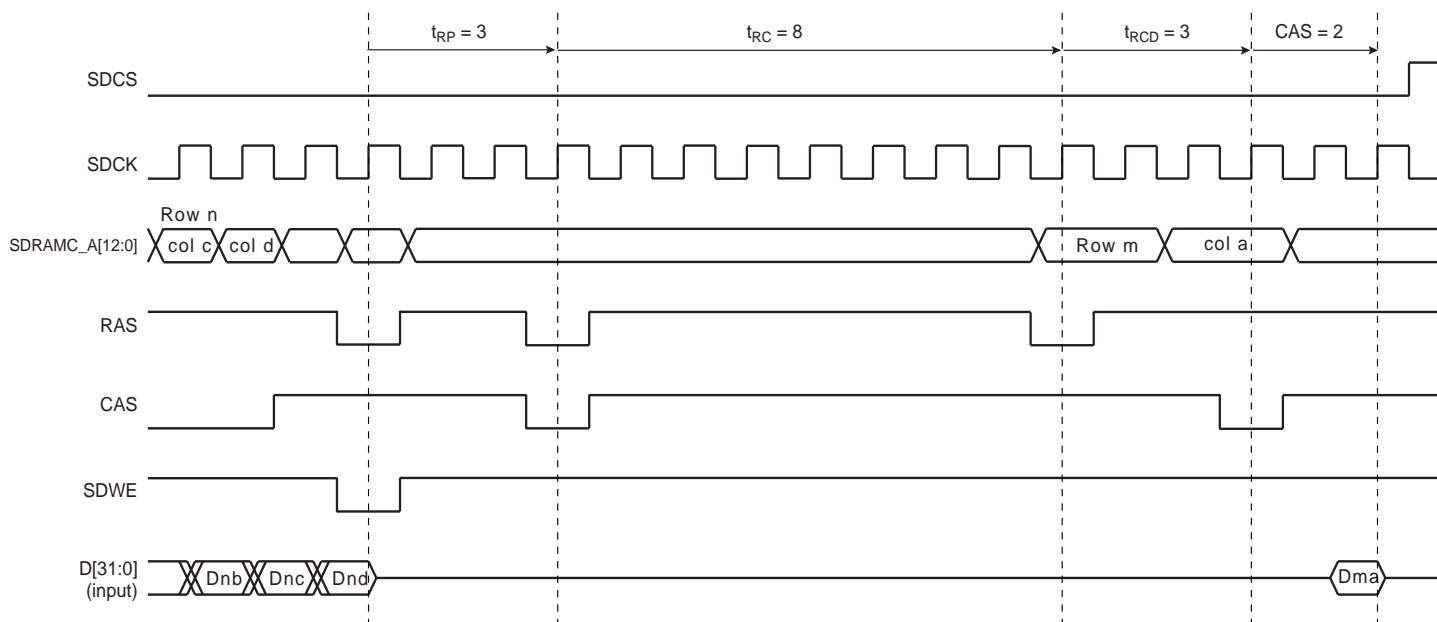 tRP = 3
tRC = 8
tRCD = 3
CAS = 2
SDCS
SDCK
Row n
SDRAMC_A[12:0]
col c
col d
Row m
col a
RAS
CAS
SDWE
D[31:0]
(input)
Dnb
Dnc
Dnd
Dma